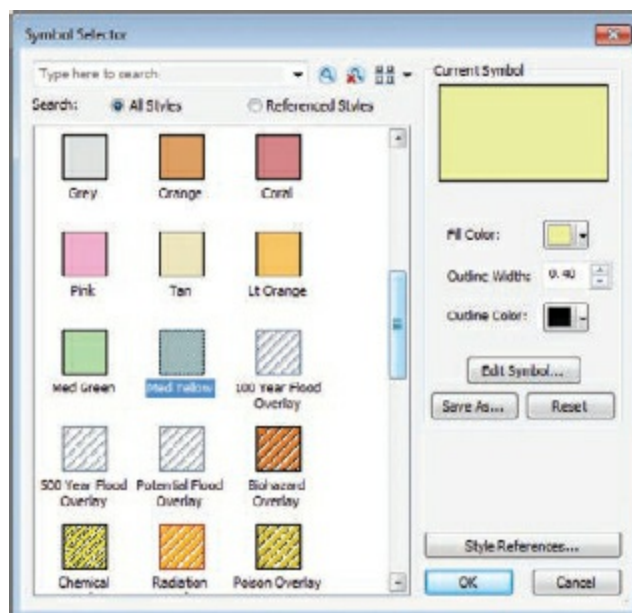 Symbol Selector
Type here to search
Search:
All Styles
Referenced Styles
Grey
Orange
Coral
Pink
Tan
Lt Orange
Med Green
Med Yellow
100 Year Flood
Overlay
500 Year Flood
Overlay
Potential Flood
Overlay
Biohazard
Overlay
Chemical
Radiation
Poison Overlay
Current Symbol
Fill Color:
Outline Width:
0.40
Outline Color:
Edit Symbol...
Save As...
Reset
Style References...
OK
Cancel